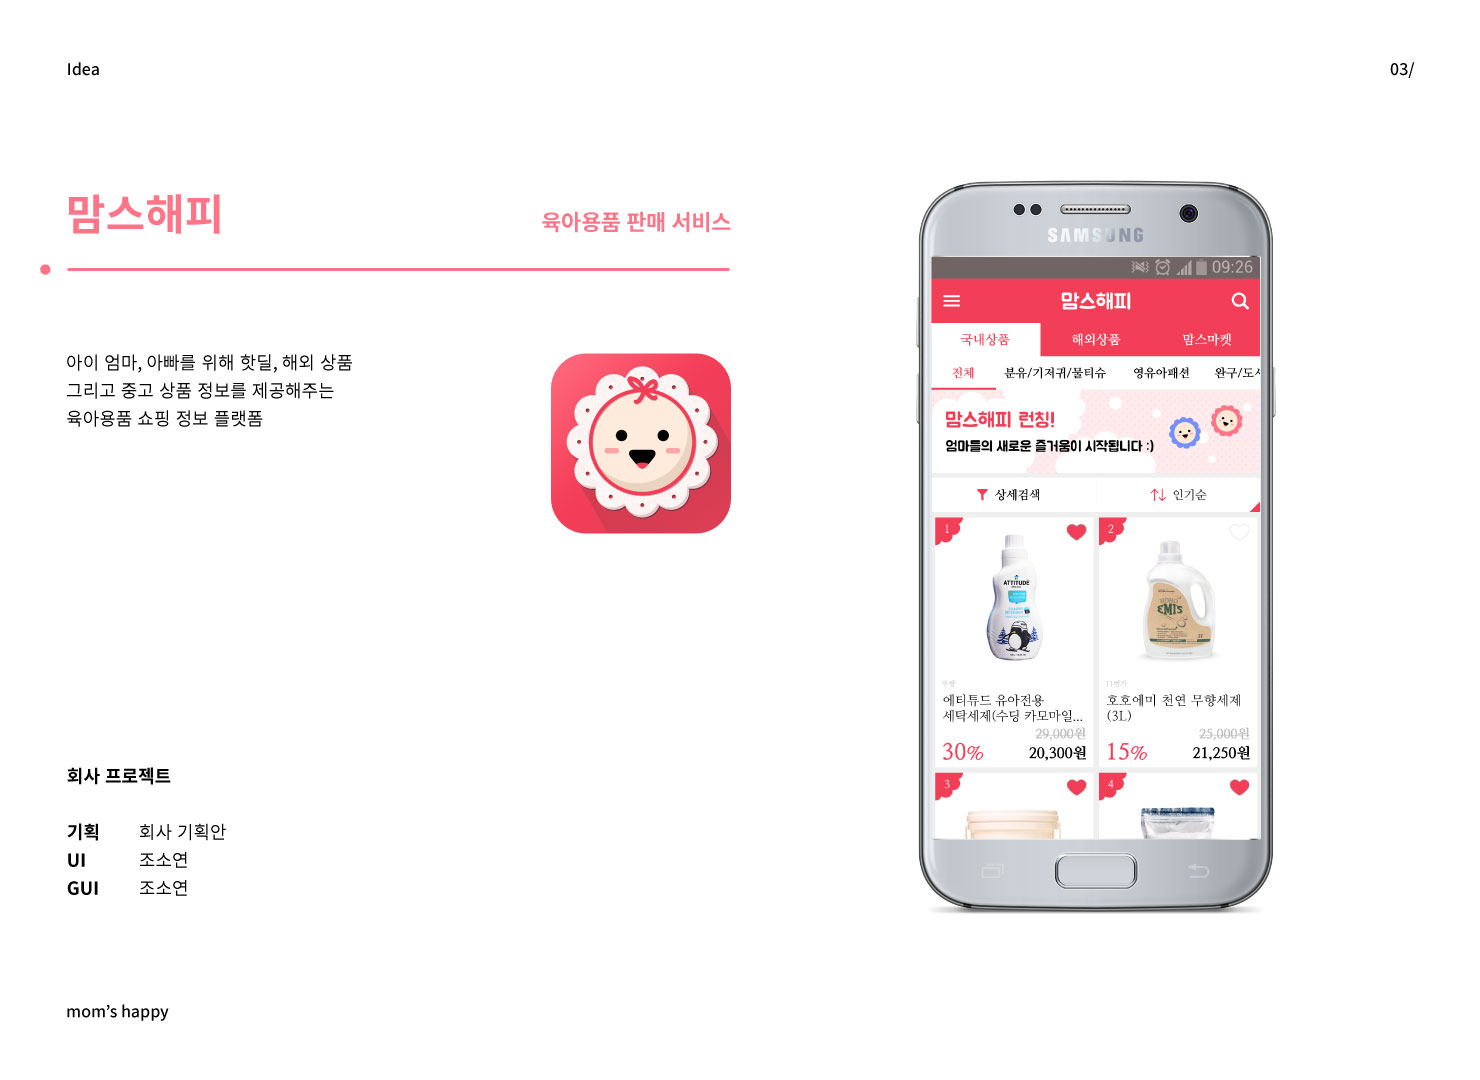 Idea
03/
맘스해피
육아용품 판매 서비스
아이 엄마, 아빠를 위해 핫딜, 해외 상품
그리고 중고 상품 정보를 제공해주는
육아용품 쇼핑 정보 플랫폼
회사 프로젝트
기획 회사 기획안
UI 조소연
GUI 조소연
mom’s happy
SAMSUNG
09:26
맘스해피
국내상품 해외상품 맘스마켓
전체 분유/기저귀/물티슈 영유아패션 완구/도서
맘스해피 런칭!
엄마들의 새로운 즐거움이 시작됩니다 :)
상세검색 인기순
1
ATTITUDE
쿠팡
에티튜드 유아전용
세탁세제(수딩 카모마일...
29,000원
30% 20,300원
2
EMIS
11번가
호호에미 천연 무향세제
(3L)
25,000원
15% 21,250원
3
4